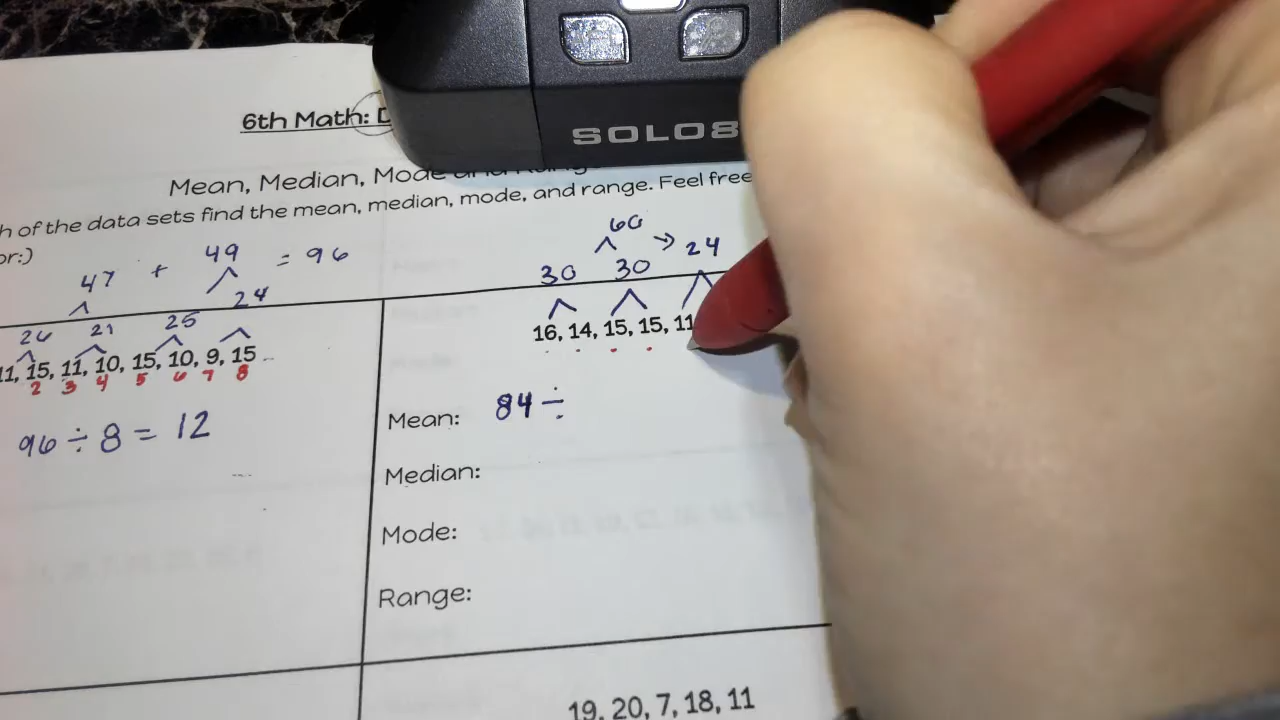 SOLO8
6th Math:
Mean, Median, Mode and
h of the data sets find the mean, median, mode, and range. Feel free
or:)
47 + 49 = 96
24
26 21 25
11, 15, 11, 10, 15, 10, 9, 15
2 3 4 5 6 7 8
96 ÷ 8 = 12
60 → 24
30 30
16, 14, 15, 15, 11
Mean: 84 ÷
Median:
Mode:
Range:
19, 20, 7, 18, 11